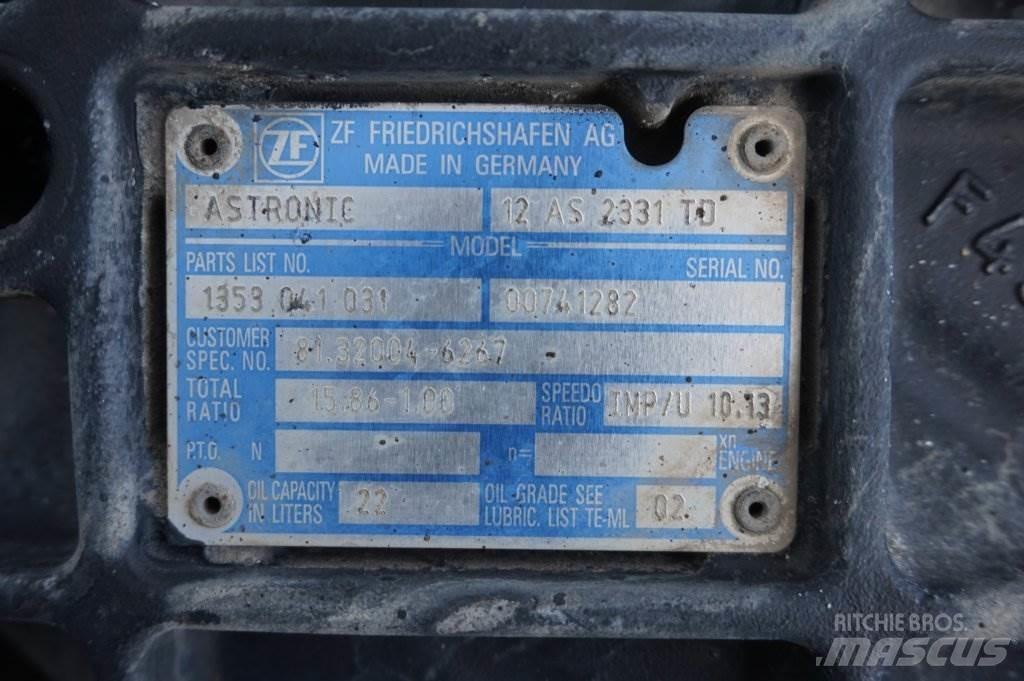 ZF FRIEDRICHSHAFEN AG
ZF
MADE IN GERMANY
ASTRONIC 12 AS 2331 TD
MODEL
PARTS LIST NO. SERIAL NO.
1353 041 031 00741282
CUSTOMER
SPEC. NO. 81.32004-6267 -
TOTAL
RATIO 15.86-1.00 SPEEDO
RATIO IMP/U 10.13
P.T.O. N n= xn
ENGINE
OIL CAPACITY
IN LITERS 22 OIL GRADE SEE
LUBRIC. LIST TE-ML 02
F4
RITCHIE BROS.
MASCUS